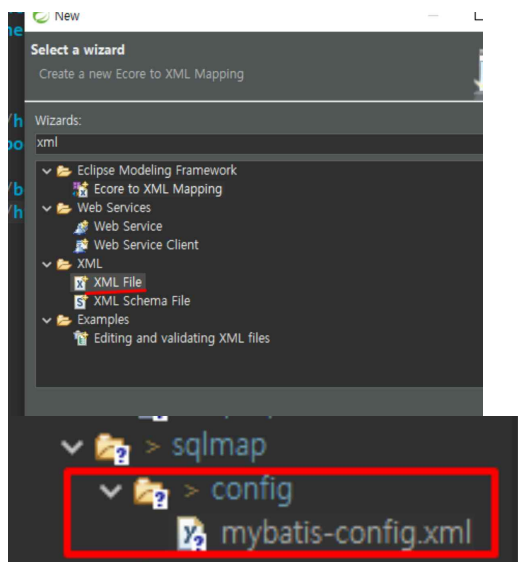 New
Select a wizard
Create a new Ecore to XML Mapping
Wizards:
xml
Eclipse Modeling Framework
Ecore to XML Mapping
Web Services
Web Service
Web Service Client
XML
XML File
XML Schema File
Examples
Editing and validating XML files
> sqlmap
> config
mybatis-config.xml